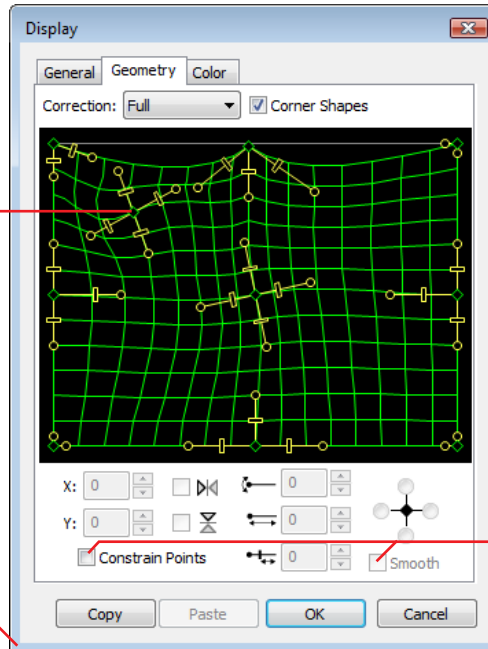 Display
General Geometry Color
Correction: Full Corner Shapes
X: 0 0
Y: 0 0
Constrain Points 0 Smooth
Copy Paste OK Cancel